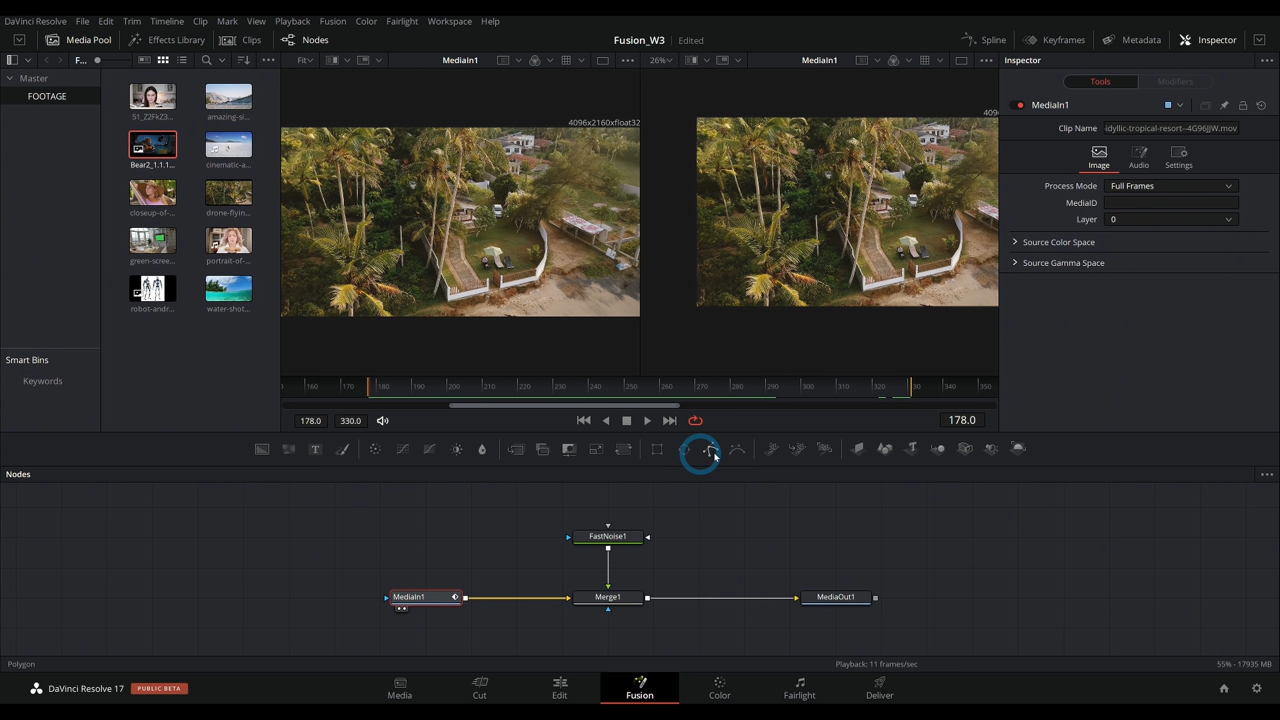 DaVinci Resolve File Edit Trim Timeline Clip Mark View Playback Fusion Color Fairlight Workspace Help
Media Pool Effects Library Clips Nodes Fusion_W3 Edited Spline Keyframes Metadata Inspector
F... Fit MediaIn1 26% MediaIn1 Inspector
Master
FOOTAGE
Tools Modifiers
MediaIn1
51_Z2FkZ3... amazing-si...
4096x2160xfloat32
Clip Name idyllic-tropical-resort--4G96JJW.mov
Bear2_1.1.1... cinematic-a...
Image Audio Settings
Process Mode Full Frames
closeup-of-... drone-flyin...
MediaID
Layer 0
Source Color Space
green-scree... portrait-of-...
Source Gamma Space
robot-andr... water-shot...
Smart Bins
Keywords
160 170 180 190 200 210 220 230 240 250 260 270 280 290 300 310 320 330 340 350
178.0 330.0 178.0
Nodes
FastNoise1
MediaIn1 Merge1 MediaOut1
Polygon Playback: 11 frames/sec 55% - 17935 MB
DaVinci Resolve 17 PUBLIC BETA Media Cut Edit Fusion Color Fairlight Deliver